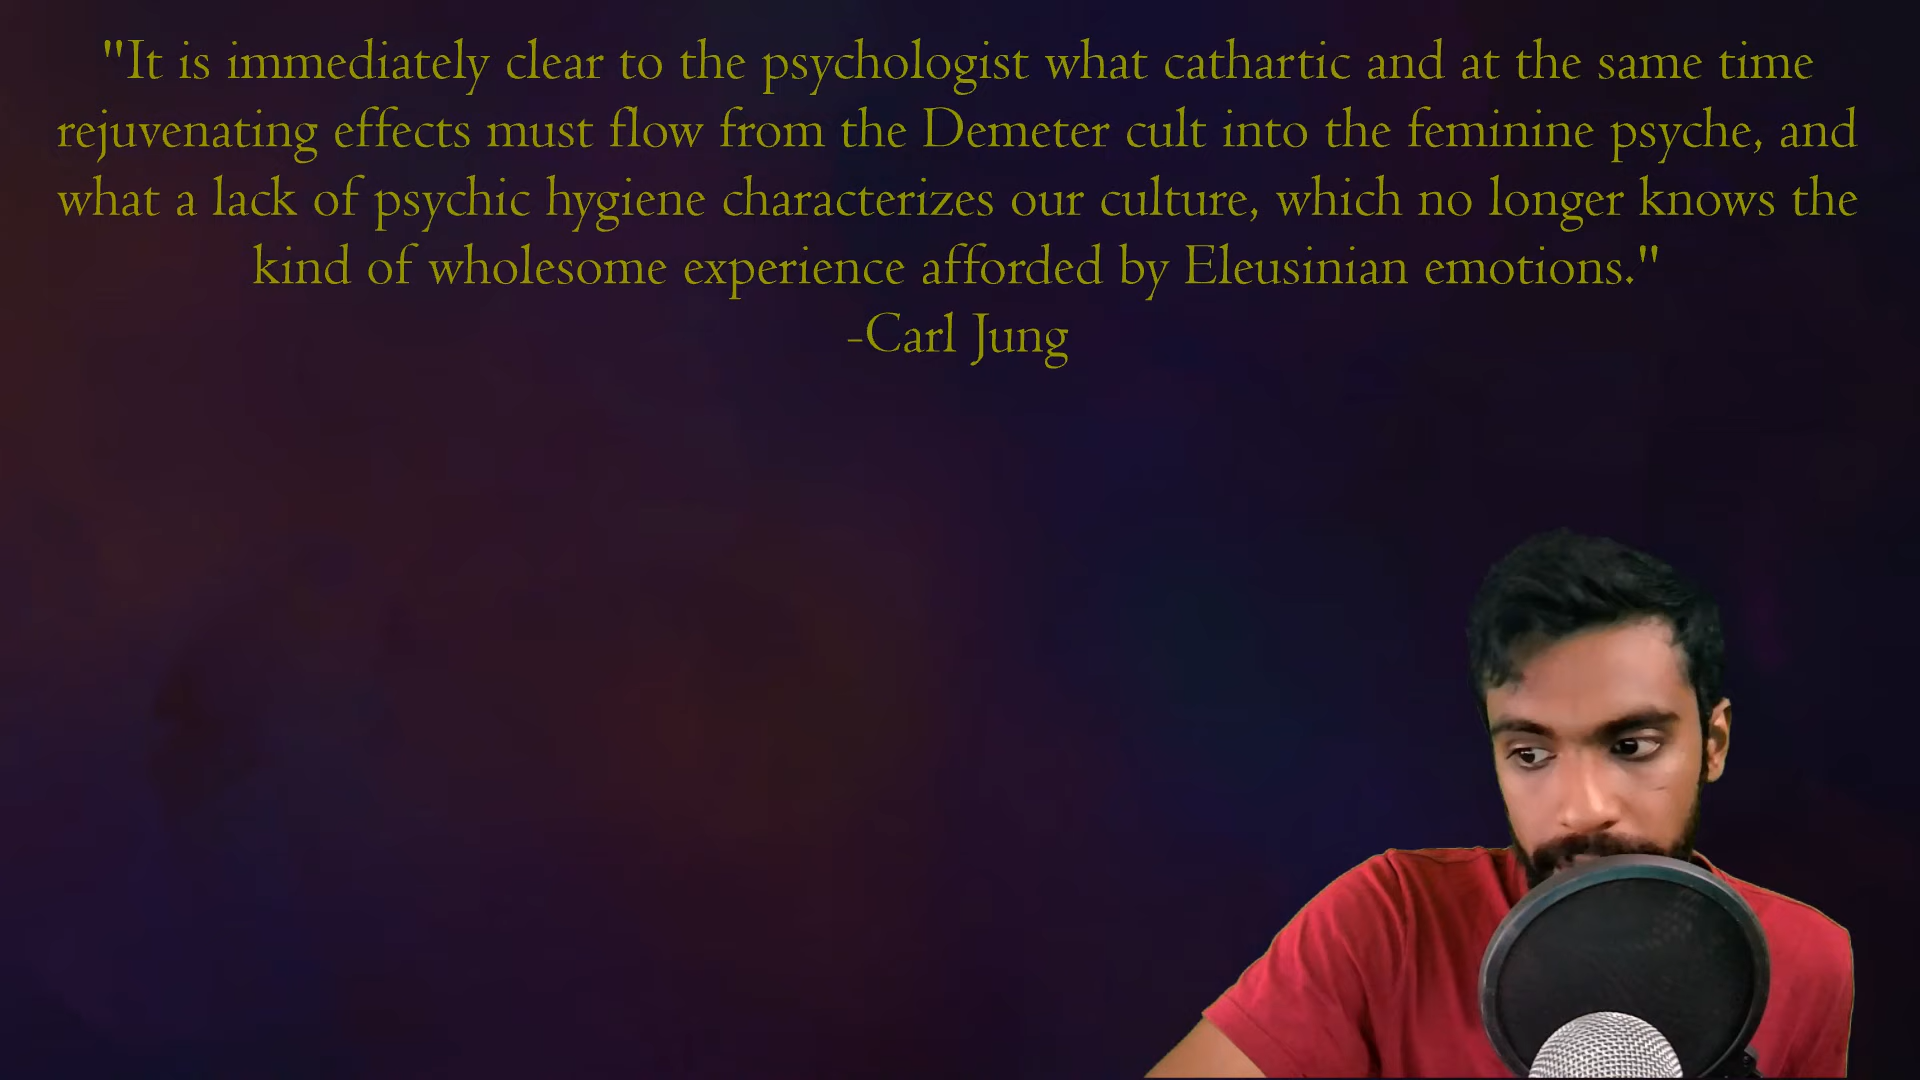 "It is immediately clear to the psychologist what cathartic and at the same time
rejuvenating effects must flow from the Demeter cult into the feminine psyche, and
what a lack of psychic hygiene characterizes our culture, which no longer knows the
kind of wholesome experience afforded by Eleusinian emotions."
-Carl Jung